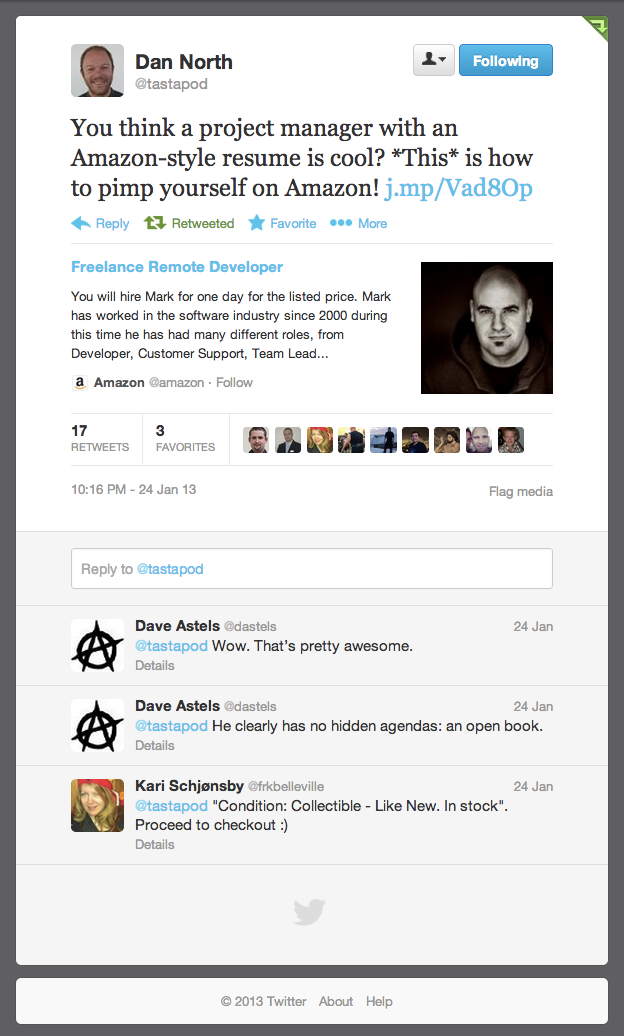 Dan North
@tastapod
Following
You think a project manager with an
Amazon-style resume is cool? *This* is how
to pimp yourself on Amazon! j.mp/Vad8Op
Reply Retweeted Favorite More
Freelance Remote Developer
You will hire Mark for one day for the listed price. Mark
has worked in the software industry since 2000 during
this time he has had many different roles, from
Developer, Customer Support, Team Lead...
a Amazon @amazon · Follow
17
RETWEETS
3
FAVORITES
10:16 PM - 24 Jan 13
Flag media
Reply to @tastapod
Dave Astels @dastels 24 Jan
@tastapod Wow. That's pretty awesome.
Details
Dave Astels @dastels 24 Jan
@tastapod He clearly has no hidden agendas: an open book.
Details
Kari Schjønsby @frkbelleville 24 Jan
@tastapod "Condition: Collectible - Like New. In stock".
Proceed to checkout :)
Details
© 2013 Twitter About Help